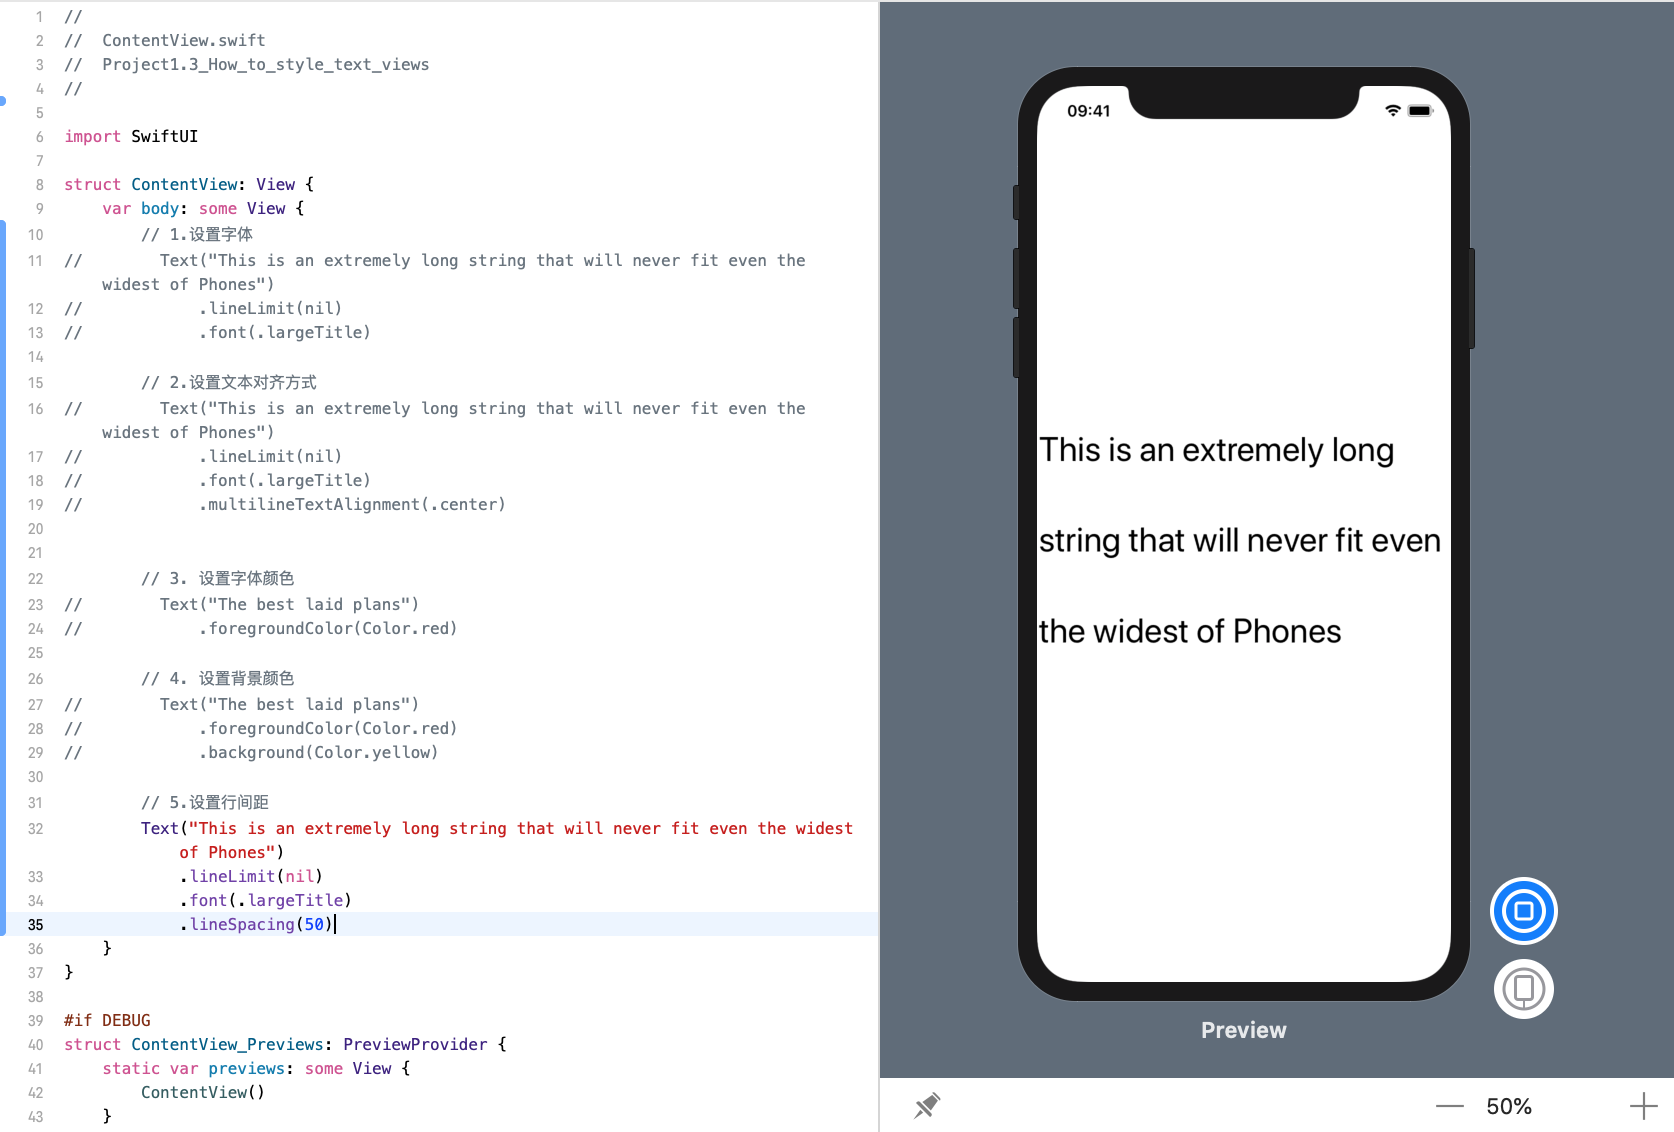 1 //
2 //  ContentView.swift
3 //  Project1.3_How_to_style_text_views
4 //
5
6 import SwiftUI
7
8 struct ContentView: View {
9     var body: some View {
10         // 1.设置字体
11 //        Text("This is an extremely long string that will never fit even the
widest of Phones")
12 //            .lineLimit(nil)
13 //            .font(.largeTitle)
14
15         // 2.设置文本对齐方式
16 //        Text("This is an extremely long string that will never fit even the
widest of Phones")
17 //            .lineLimit(nil)
18 //            .font(.largeTitle)
19 //            .multilineTextAlignment(.center)
20
21
22         // 3. 设置字体颜色
23 //        Text("The best laid plans")
24 //            .foregroundColor(Color.red)
25
26         // 4. 设置背景颜色
27 //        Text("The best laid plans")
28 //            .foregroundColor(Color.red)
29 //            .background(Color.yellow)
30
31         // 5.设置行间距
32         Text("This is an extremely long string that will never fit even the widest
of Phones")
33             .lineLimit(nil)
34             .font(.largeTitle)
35             .lineSpacing(50)
36     }
37 }
38
39 #if DEBUG
40 struct ContentView_Previews: PreviewProvider {
41     static var previews: some View {
42         ContentView()
43     }
09:41
This is an extremely long
string that will never fit even
the widest of Phones
Preview
50%